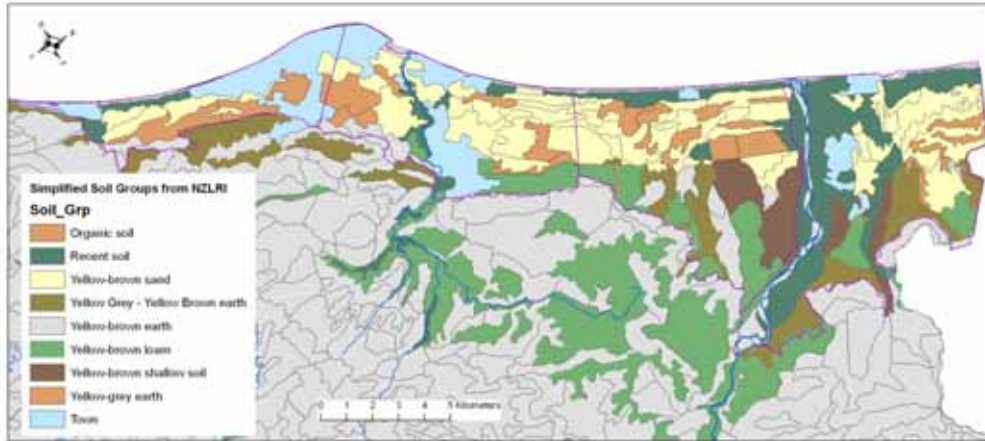 Simplified Soil Groups from NZLRI
Soil_Grp
Organic soil
Recent soil
Yellow-brown sand
Yellow Grey - Yellow Brown earth
Yellow-brown earth
Yellow-brown loam
Yellow-brown shallow soil
Yellow-grey earth
Town
0 1 2 3 4 5 Kilometers